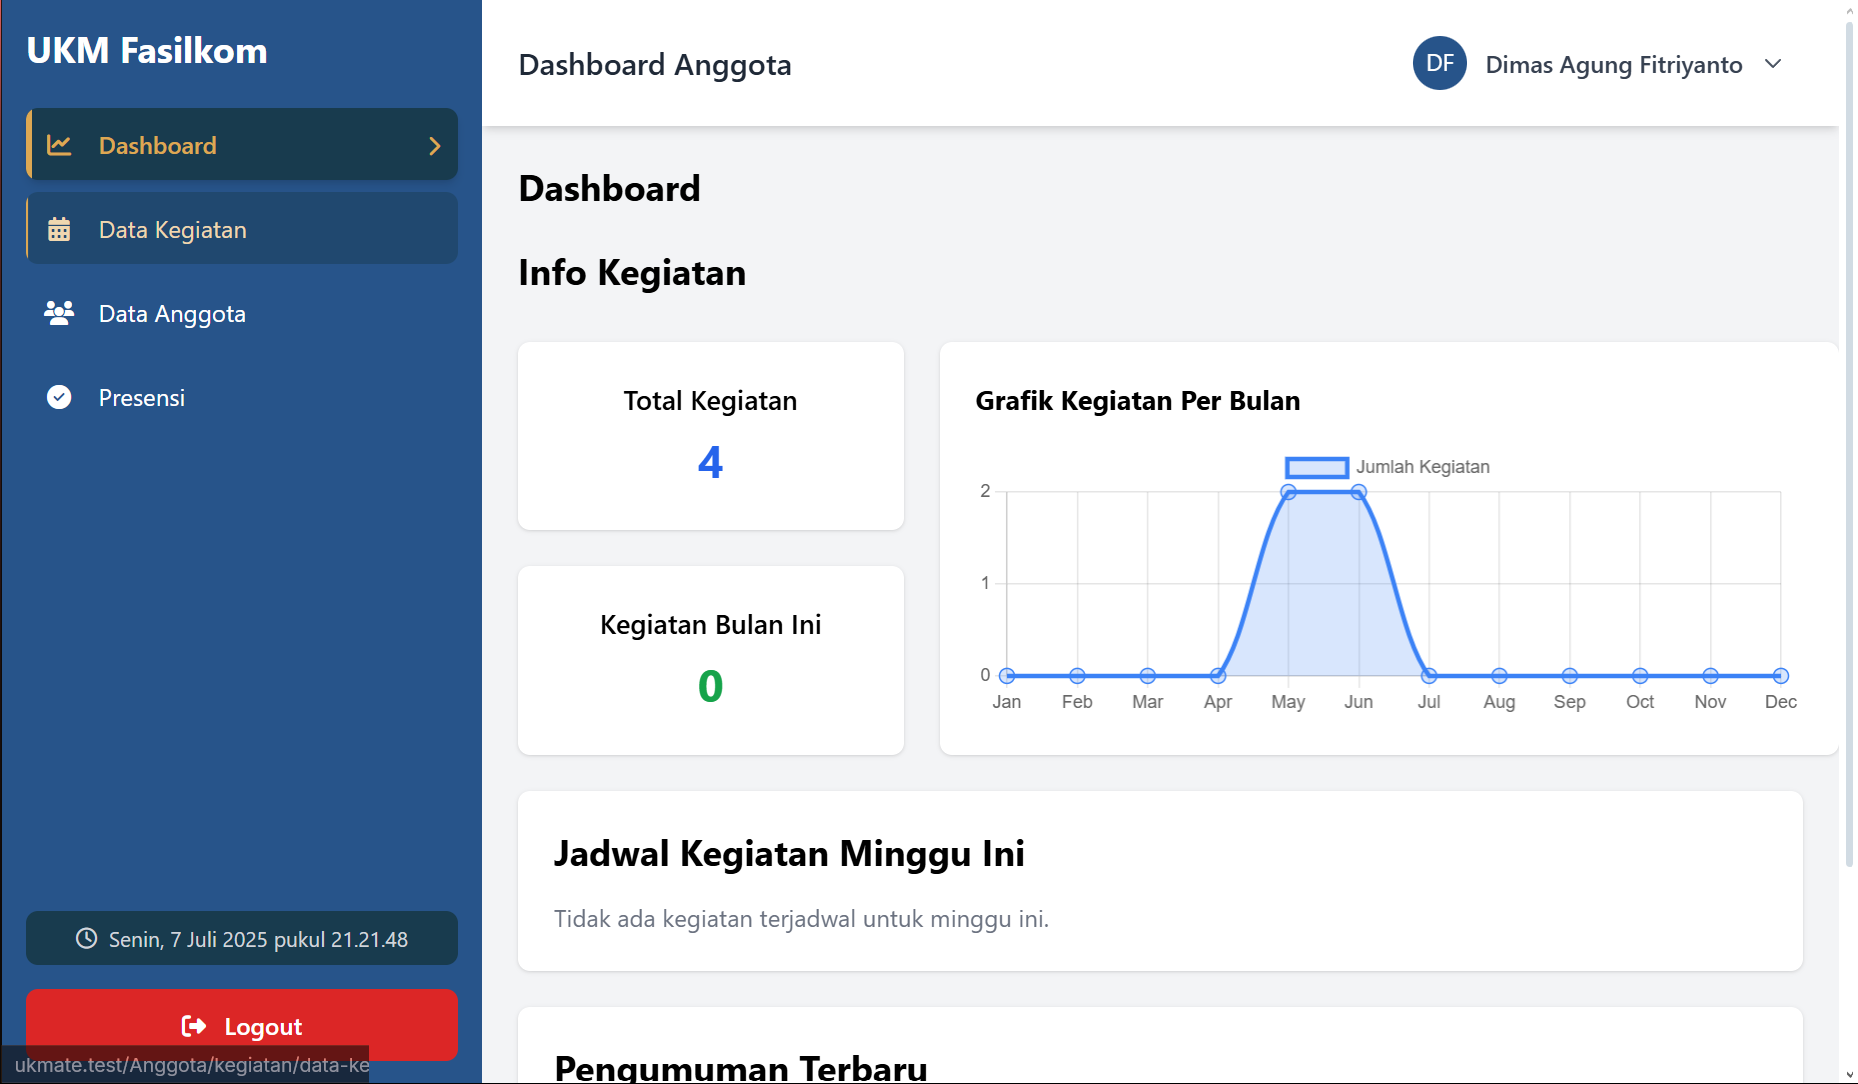 UKM Fasilkom
Dashboard
Data Kegiatan
Data Anggota
Presensi
Senin, 7 Juli 2025 pukul 21.21.48
Logout
ukmate.test/Anggota/kegiatan/data-ke
Dashboard Anggota
DF Dimas Agung Fitriyanto
Dashboard
Info Kegiatan
Total Kegiatan
4
Kegiatan Bulan Ini
0
Grafik Kegiatan Per Bulan
Jumlah Kegiatan
2
1
0
Jan Feb Mar Apr May Jun Jul Aug Sep Oct Nov Dec
Jadwal Kegiatan Minggu Ini
Tidak ada kegiatan terjadwal untuk minggu ini.
Pengumuman Terbaru